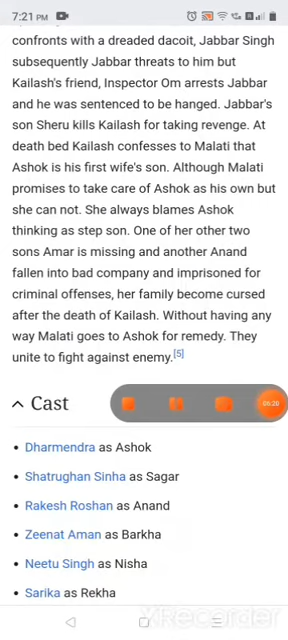 7:21 PM
confronts with a dreaded dacoit, Jabbar Singh
subsequently Jabbar threats to him but
Kailash's friend, Inspector Om arrests Jabbar
and he was sentenced to be hanged. Jabbar's
son Sheru kills Kailash for taking revenge. At
death bed Kailash confesses to Malati that
Ashok is his first wife's son. Although Malati
promises to take care of Ashok as his own but
she can not. She always blames Ashok
thinking as step son. One of her other two
sons Amar is missing and another Anand
fallen into bad company and imprisoned for
criminal offenses, her family become cursed
after the death of Kailash. Without having any
way Malati goes to Ashok for remedy. They
unite to fight against enemy.[5]
Cast
05:20
• Dharmendra as Ashok
• Shatrughan Sinha as Sagar
• Rakesh Roshan as Anand
• Zeenat Aman as Barkha
• Neetu Singh as Nisha
• Sarika as Rekha
XRecorder